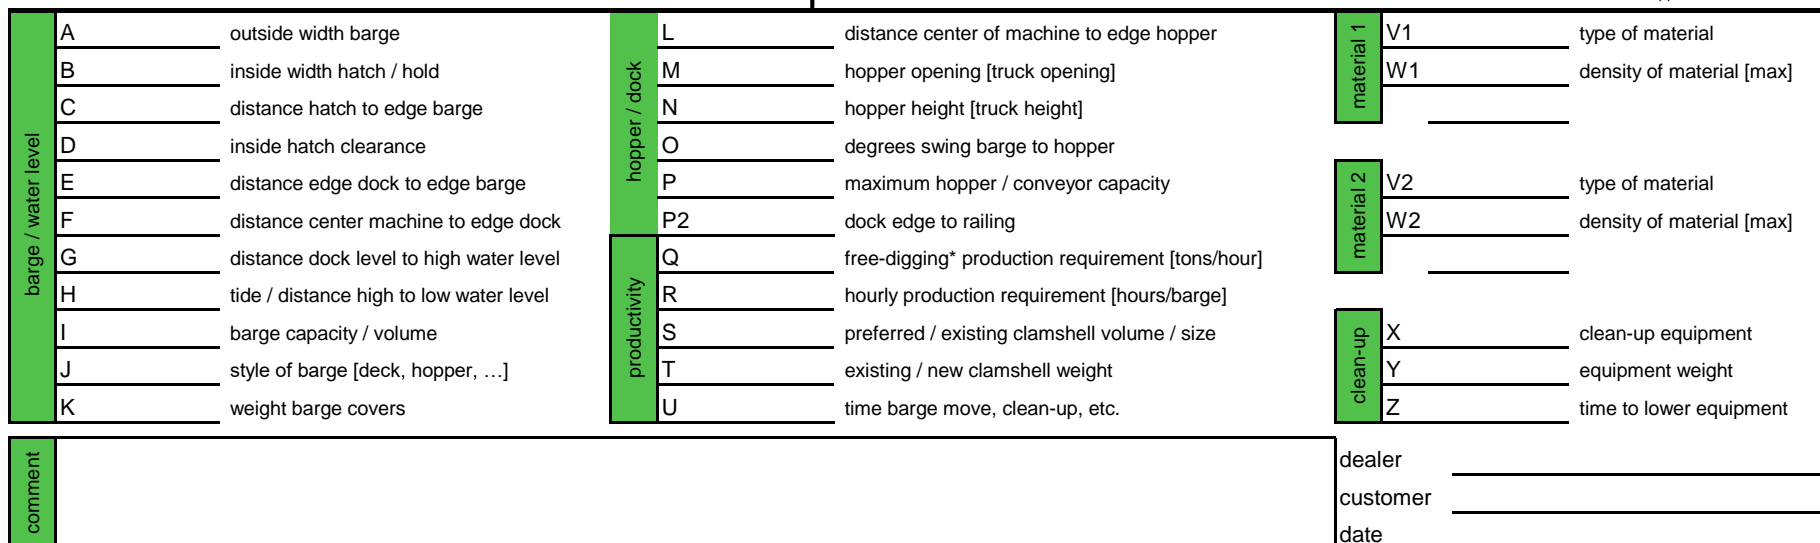 barge / water level
A outside width barge
B inside width hatch / hold
C distance hatch to edge barge
D inside hatch clearance
E distance edge dock to edge barge
F distance center machine to edge dock
G distance dock level to high water level
H tide / distance high to low water level
I barge capacity / volume
J style of barge [deck, hopper, …]
K weight barge covers
hopper / dock
L distance center of machine to edge hopper
M hopper opening [truck opening]
N hopper height [truck height]
O degrees swing barge to hopper
P maximum hopper / conveyor capacity
P2 dock edge to railing
productivity
Q free-digging* production requirement [tons/hour]
R hourly production requirement [hours/barge]
S preferred / existing clamshell volume / size
T existing / new clamshell weight
U time barge move, clean-up, etc.
material 1
V1 type of material
W1 density of material [max]
material 2
V2 type of material
W2 density of material [max]
clean-up
X clean-up equipment
Y equipment weight
Z time to lower equipment
comment
dealer
customer
date